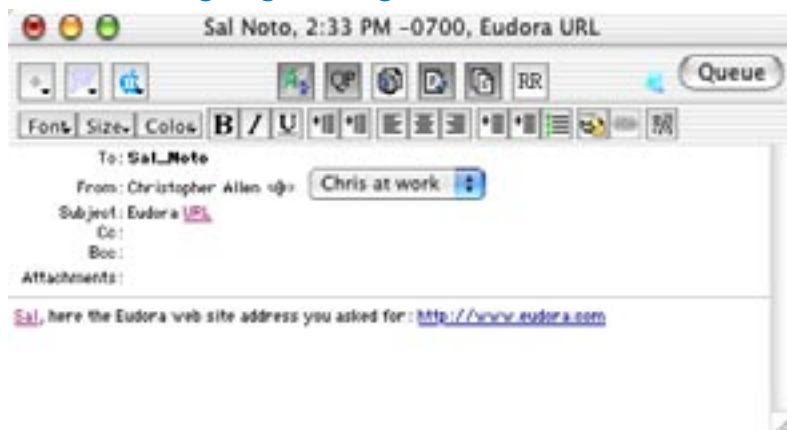 Sal Noto, 2:33 PM -0700, Eudora URL
QP
RR
Queue
Font Size Color B I U
To: Sal_Noto
From: Christopher Allen Chris at work
Subject: Eudora URL
Cc:
Bcc:
Attachments:
Sal, here the Eudora web site address you asked for: http://www.eudora.com